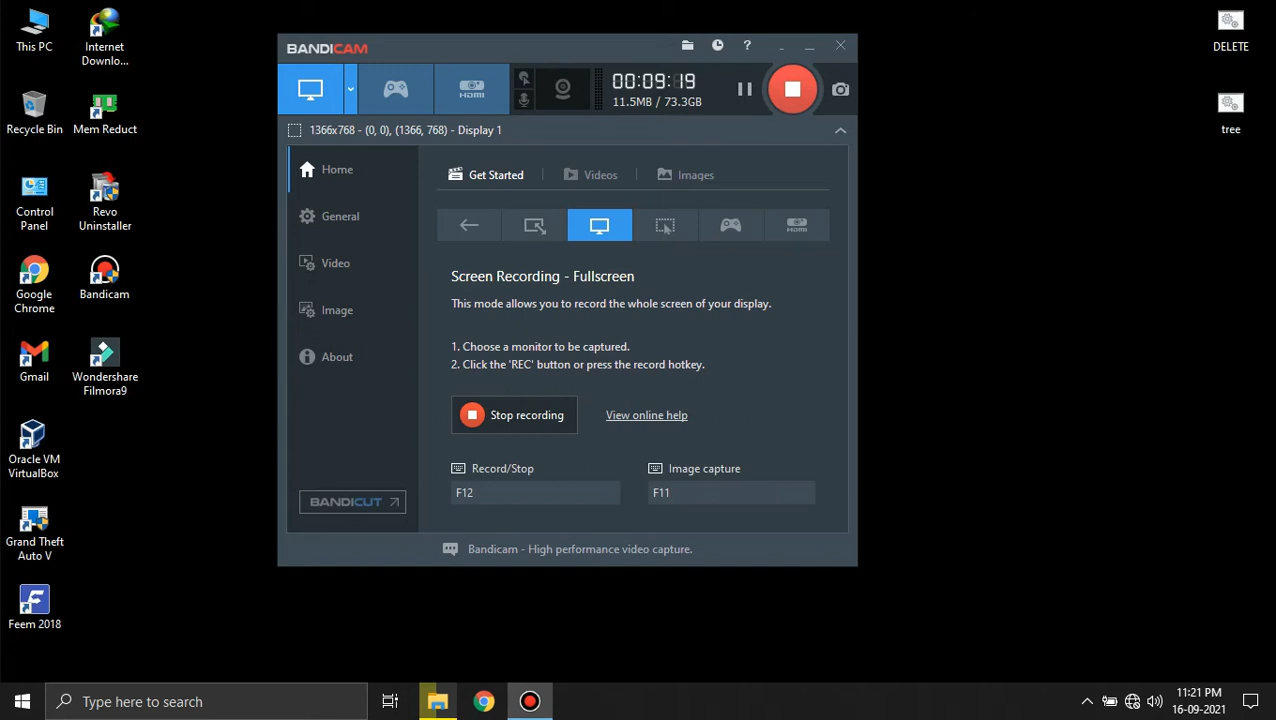 This PC
Internet
Downlo...
Recycle Bin
Mem Reduct
Control
Panel
Revo
Uninstaller
Google
Chrome
Bandicam
Gmail
Wondershare
Filmora9
Oracle VM
VirtualBox
Grand Theft
Auto V
Feem 2018
DELETE
tree
BANDICAM
?
HDMI
00:09:19
11.5MB / 73.3GB
1366x768 - (0, 0), (1366, 768) - Display 1
Home
General
Video
Image
About
BANDICUT
Get Started
Videos
Images
HDMI
Screen Recording - Fullscreen
This mode allows you to record the whole screen of your display.
1. Choose a monitor to be captured.
2. Click the 'REC' button or press the record hotkey.
Stop recording
View online help
Record/Stop
Image capture
F12
F11
Bandicam - High performance video capture.
Type here to search
11:21 PM
16-09-2021